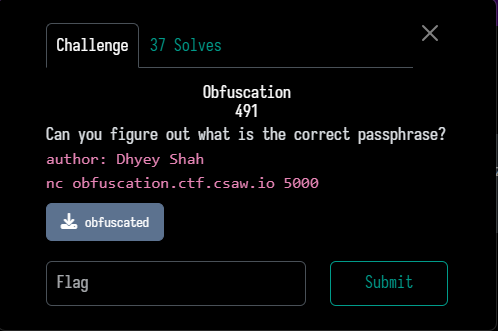 Challenge
37 Solves
Obfuscation
491
Can you figure out what is the correct passphrase?
author: Dhyey Shah
nc obfuscation.ctf.csaw.io 5000
obfuscated
Flag
Submit